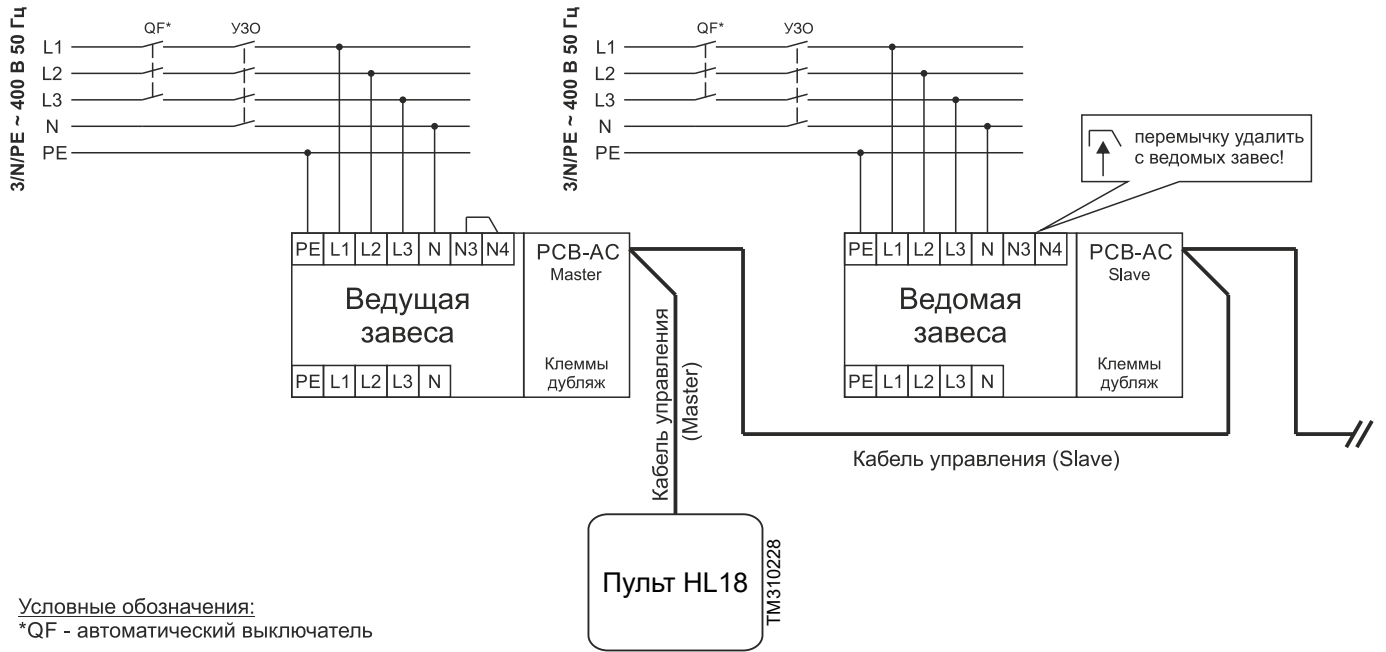 3/N/PE ~ 400 В 50 Гц
QF*
УЗО
L1
L2
L3
N
PE
3/N/PE ~ 400 В 50 Гц
QF*
УЗО
L1
L2
L3
N
PE
перемычку удалить
с ведомых завес!
PE L1 L2 L3 N N3 N4
PCB-AC
Master
Ведущая
завеса
Клеммы
дубляж
PE L1 L2 L3 N
PE L1 L2 L3 N N3 N4
PCB-AC
Slave
Ведомая
завеса
Клеммы
дубляж
PE L1 L2 L3 N
Кабель управления
(Master)
Кабель управления (Slave)
Пульт HL18
TM310228
Условные обозначения:
*QF - автоматический выключатель